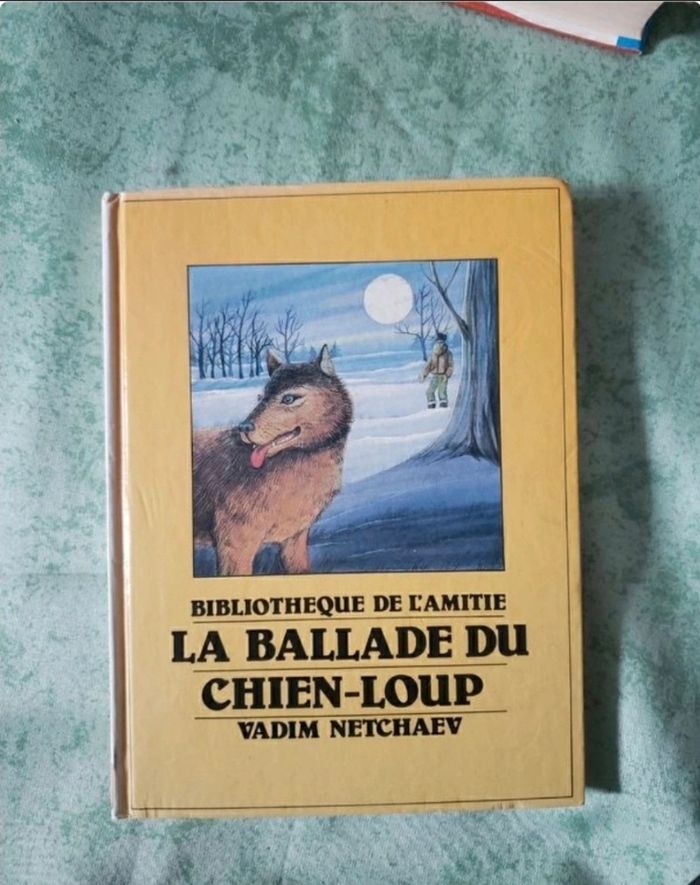 BIBLIOTHEQUE DE L'AMITIE
LA BALLADE DU
CHIEN-LOUP
VADIM NETCHAEV